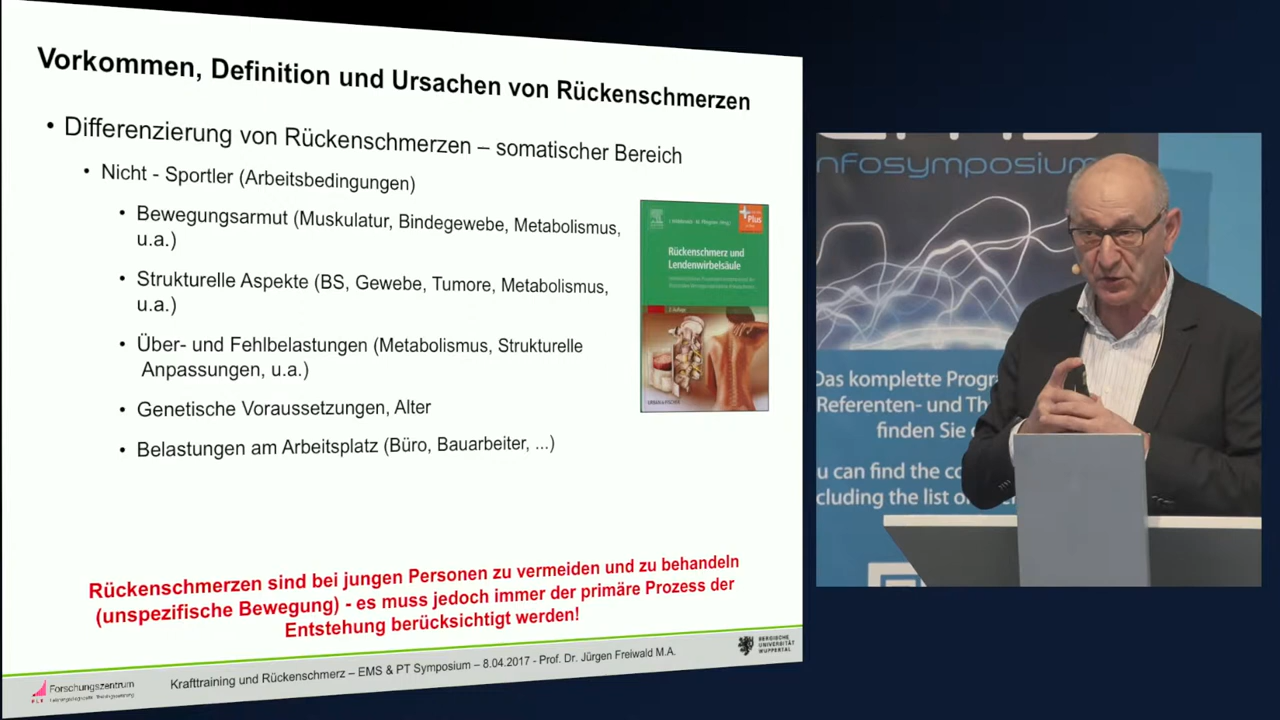 Vorkommen, Definition und Ursachen von Rückenschmerzen
• Differenzierung von Rückenschmerzen – somatischer Bereich
• Nicht - Sportler (Arbeitsbedingungen)
• Bewegungsarmut (Muskulatur, Bindegewebe, Metabolismus,
u.a.)
• Strukturelle Aspekte (BS, Gewebe, Tumore, Metabolismus,
u.a.)
• Über- und Fehlbelastungen (Metabolismus, Strukturelle
Anpassungen, u.a.)
• Genetische Voraussetzungen, Alter
• Belastungen am Arbeitsplatz (Büro, Bauarbeiter, ...)
Plus
Rückenschmerz und
Lendenwirbelsäule
Rückenschmerzen sind bei jungen Personen zu vermeiden und zu behandeln
(unspezifische Bewegung) - es muss jedoch immer der primäre Prozess der
Entstehung berücksichtigt werden!
Forschungszentrum
Krafttraining und Rückenschmerz – EMS & PT Symposium – 8.04.2017 - Prof. Dr. Jürgen Freiwald M.A.
BERGISCHE
UNIVERSITÄT
WUPPERTAL
nfosymposium
Das komplette Progr
Referenten- und Th
finden Sie
u can find the co
cluding the list o